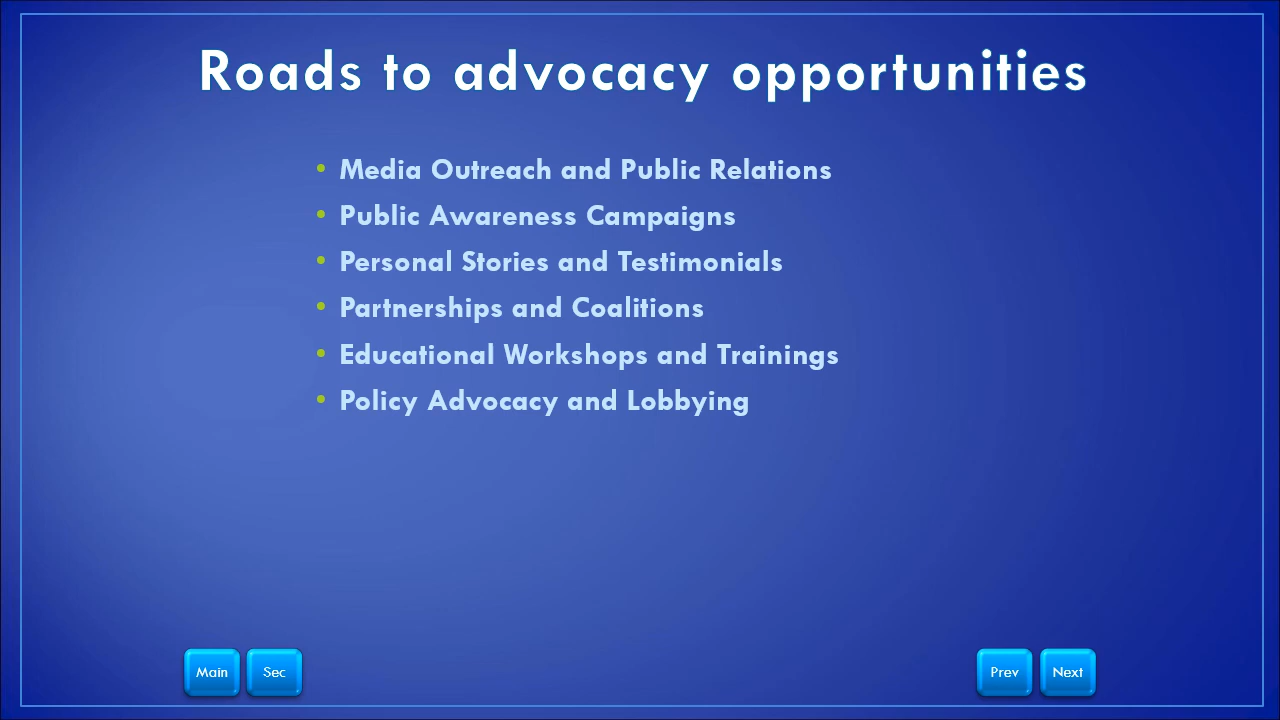 Roads to advocacy opportunities
• Media Outreach and Public Relations
• Public Awareness Campaigns
• Personal Stories and Testimonials
• Partnerships and Coalitions
• Educational Workshops and Trainings
• Policy Advocacy and Lobbying
Main Sec Prev Next